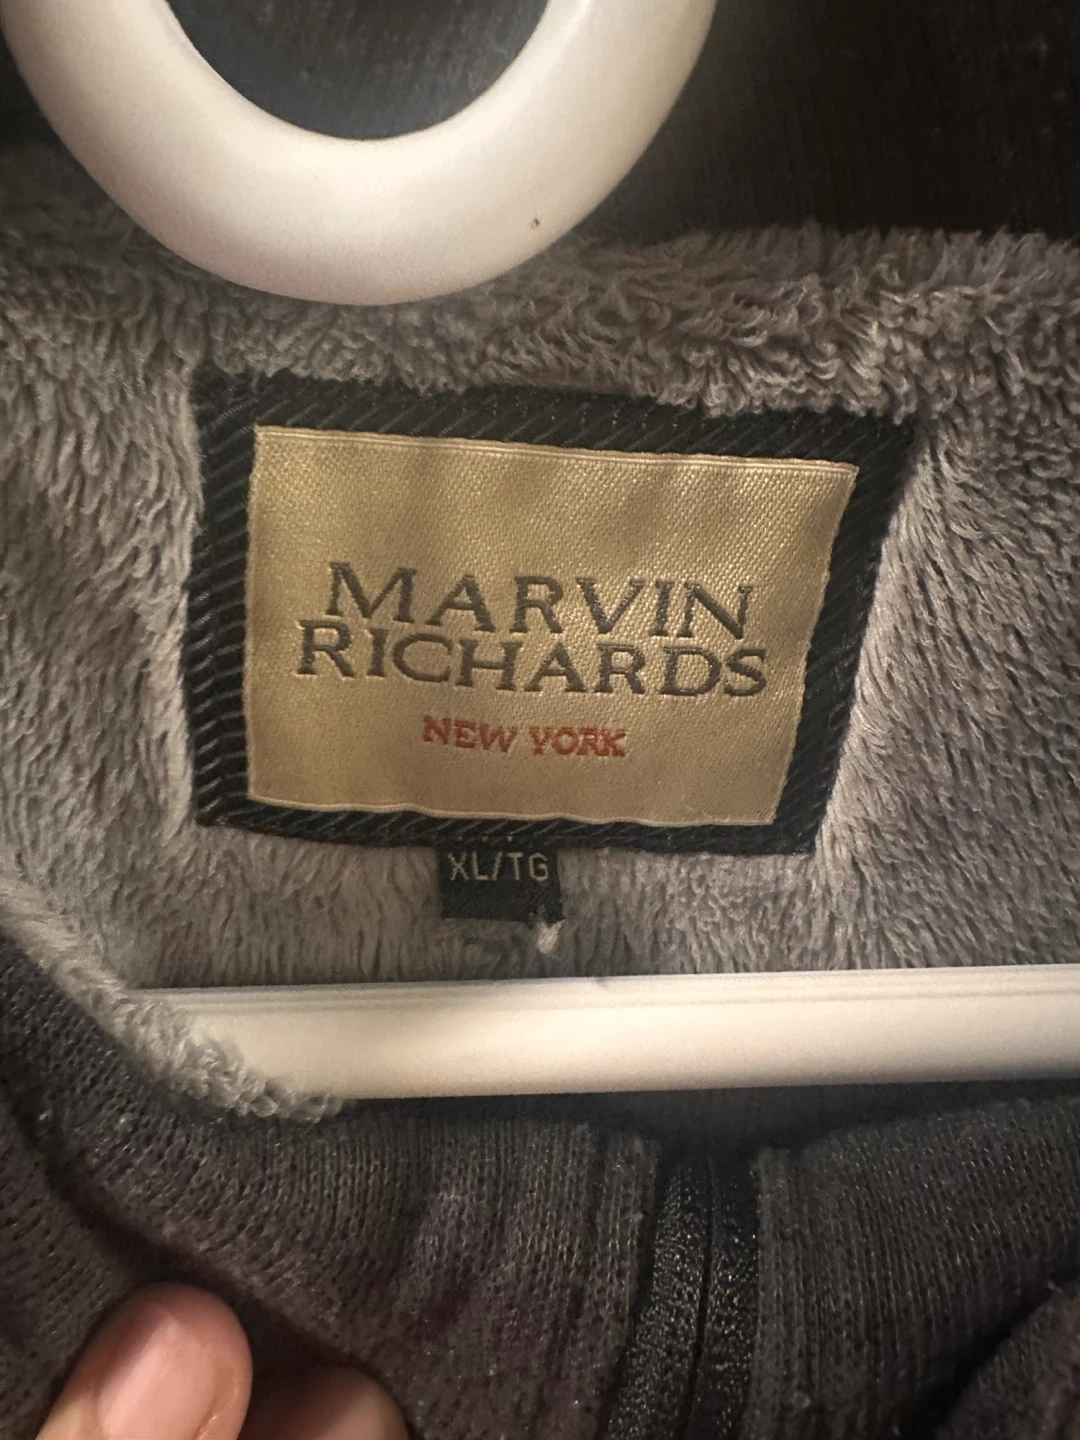 MARVIN
RICHARDS
NEW YORK
XL/TG